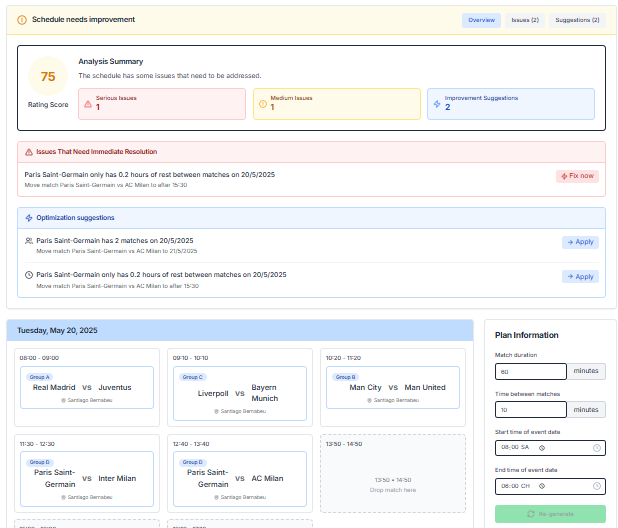 Schedule needs improvement
Overview
Issues (2)
Suggestions (2)
75
Rating Score
Analysis Summary
The schedule has some issues that need to be addressed.
Serious Issues
1
Medium Issues
1
Improvement Suggestions
2
Issues That Need Immediate Resolution
Paris Saint-Germain only has 0.2 hours of rest between matches on 20/5/2025
Move match Paris Saint-Germain vs AC Milan to after 15:30
Fix now
Optimization suggestions
Paris Saint-Germain has 2 matches on 20/5/2025
Move match Paris Saint-Germain vs AC Milan to 21/5/2025
Apply
Paris Saint-Germain only has 0.2 hours of rest between matches on 20/5/2025
Move match Paris Saint-Germain vs AC Milan to after 15:30
Apply
Tuesday, May 20, 2025
08:00 - 09:00
Group A
Real Madrid VS Juventus
@ Santiago Bernabeu
09:10 - 10:10
Group C
Liverpoll VS Bayern
Munich
@ Santiago Bernabeu
10:20 - 11:20
Group B
Man City VS Man United
@ Santiago Bernabeu
11:30 - 12:30
Group D
Paris Saint-
Germain VS Inter Milan
@ Santiago Bernabeu
12:40 - 13:40
Group D
Paris Saint-
Germain VS AC Milan
@ Santiago Bernabeu
13:50 - 14:50
13:50 • 14:50
Drop match here
Plan Information
Match duration
60
minutes
Time between matches
10
minutes
Start time of event date
08:00 SA
End time of event date
06:00 CH
Re-generate